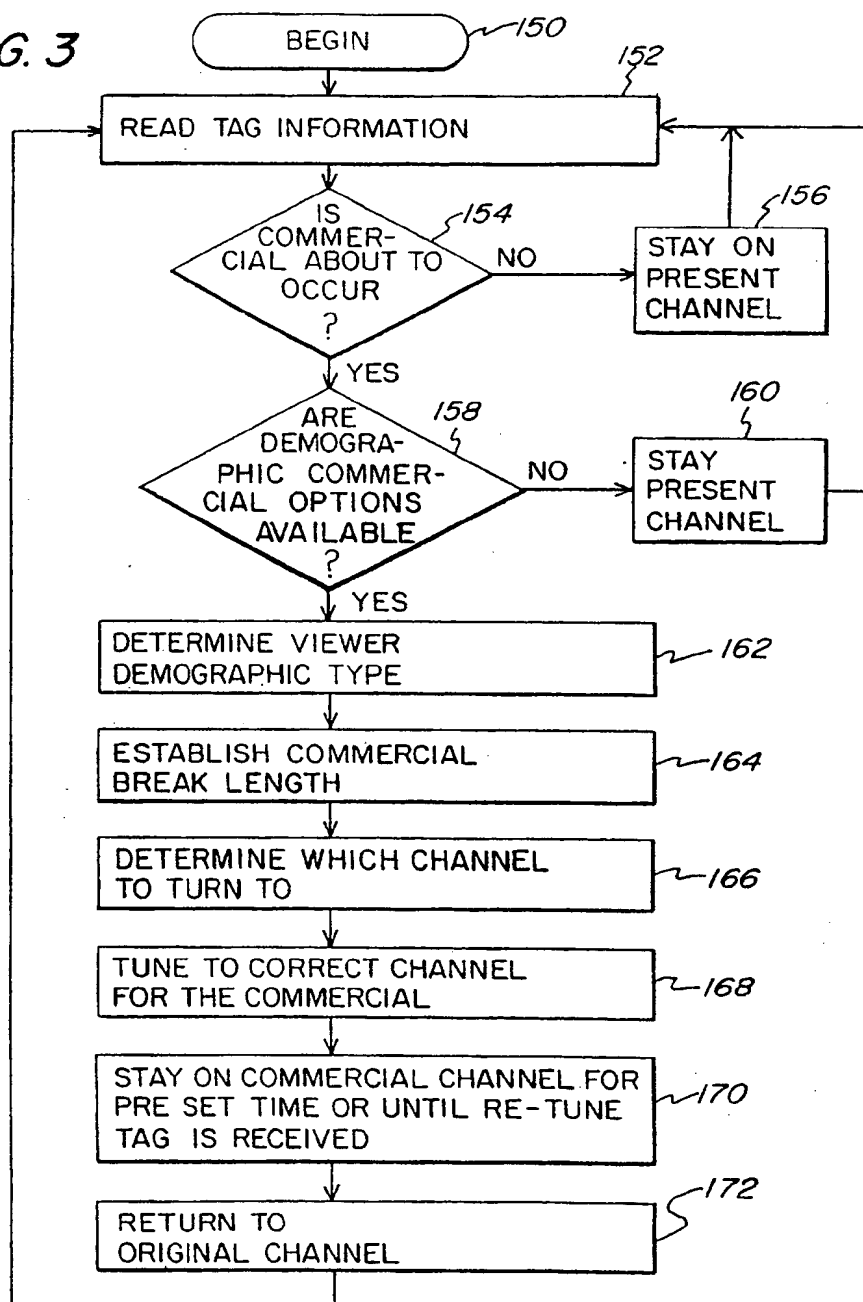 G. 3
BEGIN
150
152
READ TAG INFORMATION
IS
COMMER-
CIAL ABOUT TO
OCCUR
?
154
NO
156
STAY ON
PRESENT
CHANNEL
YES
ARE
DEMOGRA-
PHIC COMMER-
CIAL OPTIONS
AVAILABLE
?
158
NO
160
STAY
PRESENT
CHANNEL
YES
DETERMINE VIEWER
DEMOGRAPHIC TYPE
162
ESTABLISH COMMERCIAL
BREAK LENGTH
164
DETERMINE WHICH CHANNEL
TO TURN TO
166
TUNE TO CORRECT CHANNEL
FOR THE COMMERCIAL
168
STAY ON COMMERCIAL CHANNEL FOR
PRE SET TIME OR UNTIL RE-TUNE
TAG IS RECEIVED
170
RETURN TO
ORIGINAL CHANNEL
172